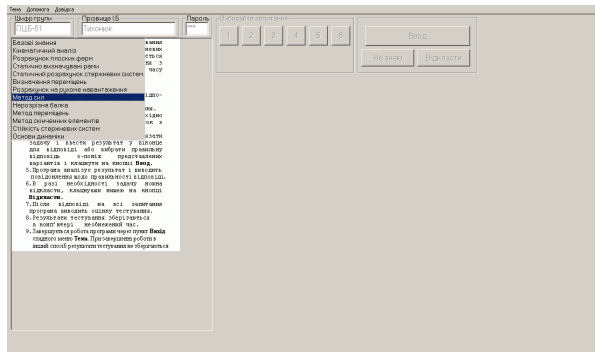 Тема Допомога Довідка
Шифр групи
Прізвище І.Б.
Пароль
Вибирайте запитання
ПЦБ-51
Тихонюк
***
1 2 3 4 5 6
Ввод
Не знаю
Відкласти
Базові знання
Кінематичний аналіз
Розрахунок плоских ферм
Статично визначувані рами
Статичний розрахунок стержневих систем
Визначення переміщень
Розрахунок на рухоме навантаження
Метод сил
Нерозрізна балка
Метод переміщень
Метод скінченних елементів
Стійкість стержневих систем
Основи динаміки
часу
задачу і ввести результат у віконце
для відповіді або вибрати правильну
відповідь з-поміж представлених
варіантів і клацнути на кнопці Ввод.
5. Програма аналізує результат і виводить
повідомлення щодо правильності відповіді.
6. В разі необхідності задачу можна
відкласти, клацнувши мишею на кнопці
Відкласти.
7. Після відповіді на всі запитання
програма виводить оцінку тестування.
8. Результати тестування зберігаються
в комп'ютері необмежений час.
9. Завершується робота програми через пункт Вихід
спадного меню Тема. При завершенні роботи в
інший спосіб результати тестування не зберігаються